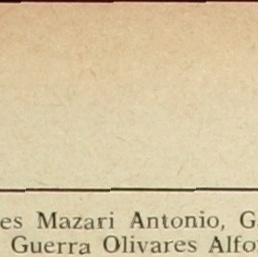 es Mazari Antonio, G
Guerra Olivares Alfo